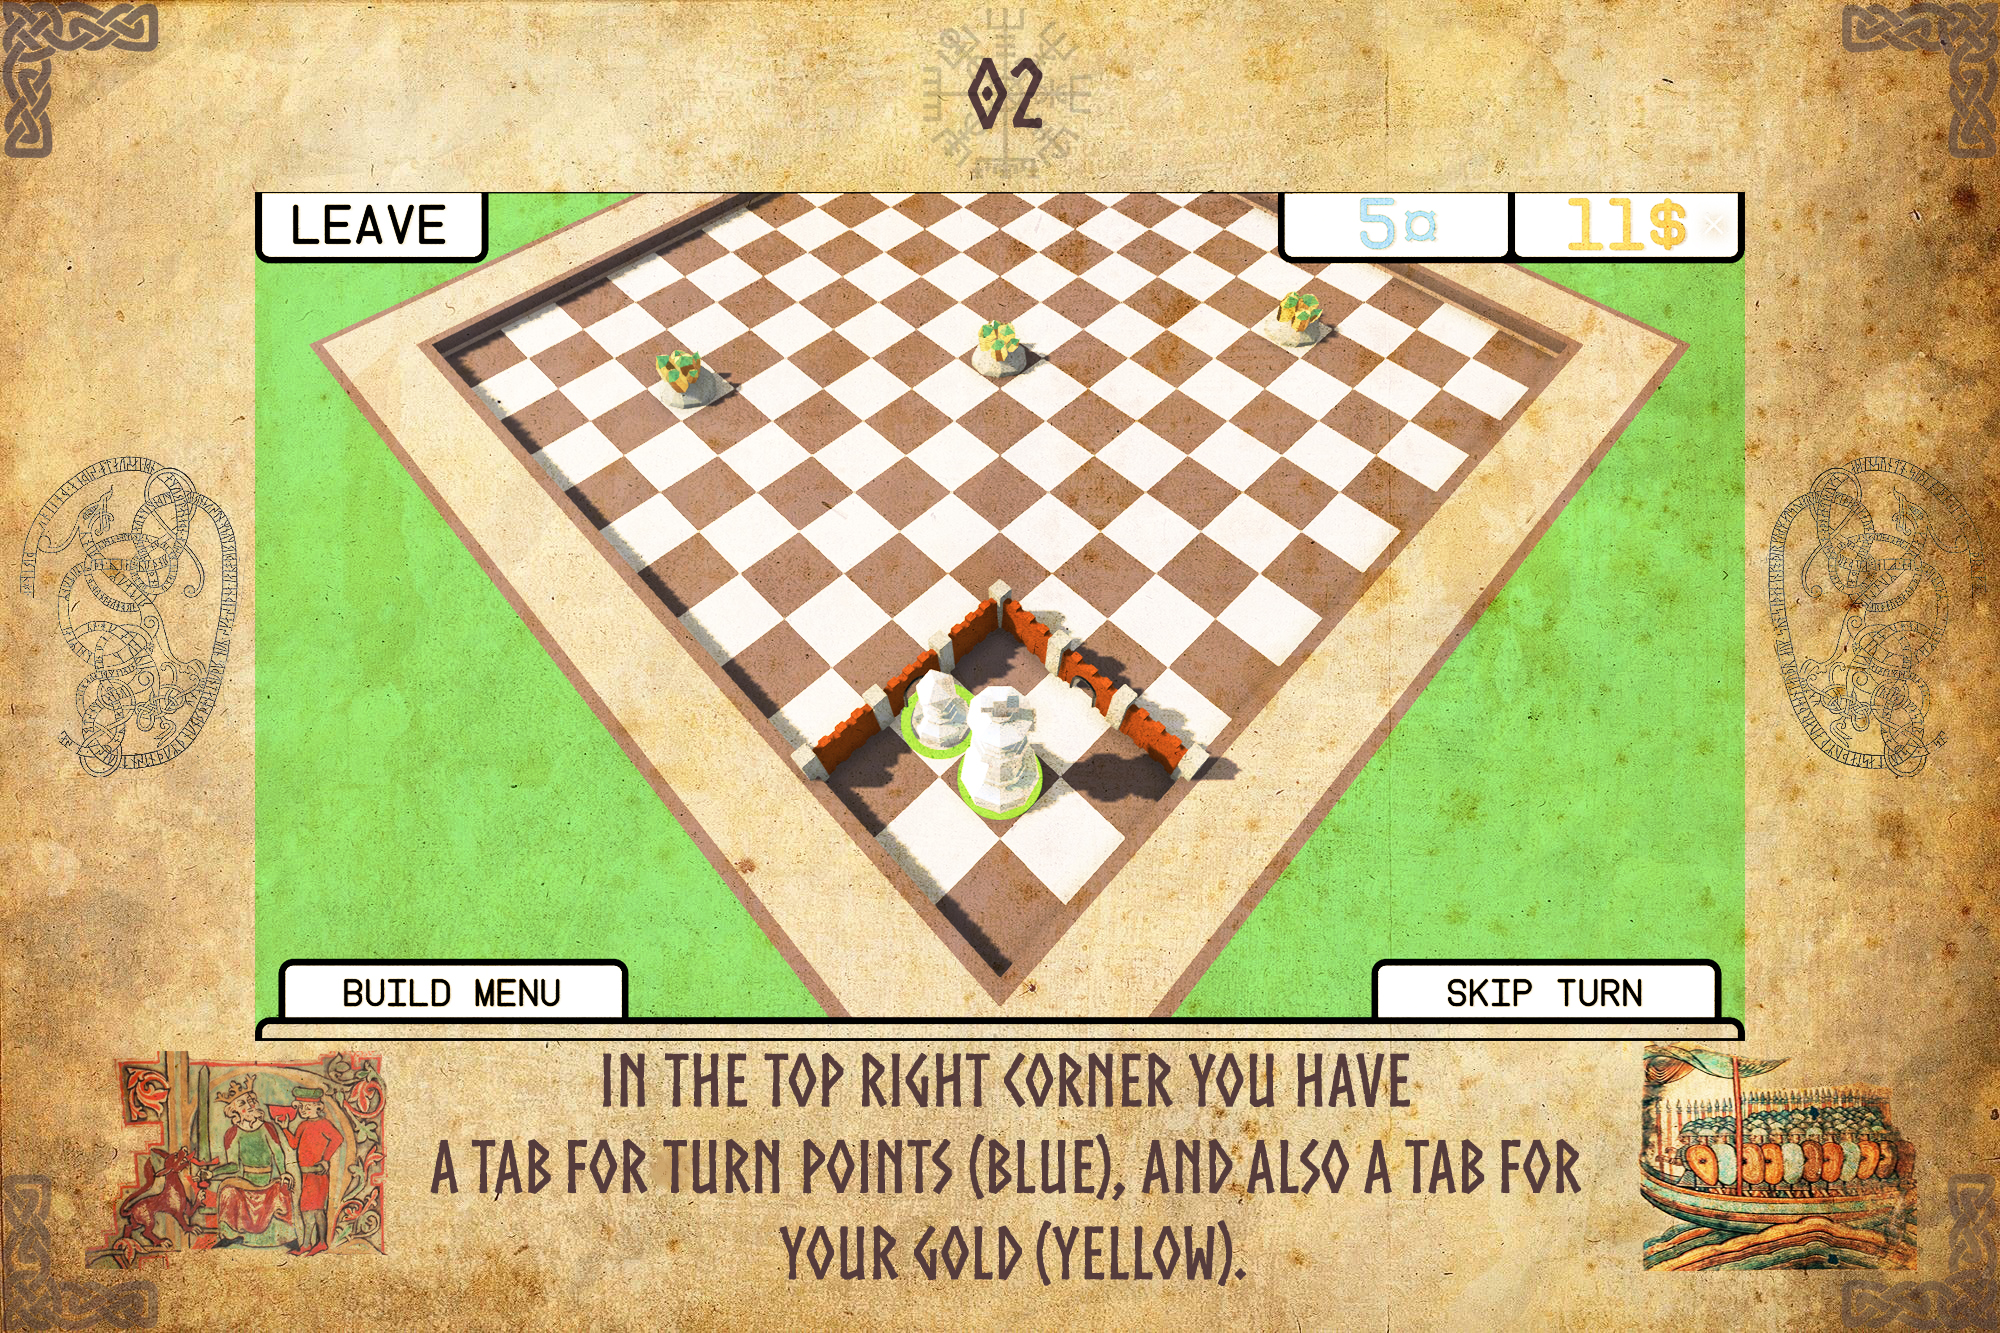 02
LEAVE
5¤
11$
BUILD MENU
SKIP TURN
IN THE TOP RIGHT CORNER YOU HAVE
A TAB FOR TURN POINTS (BLUE), AND ALSO A TAB FOR
YOUR GOLD (YELLOW).